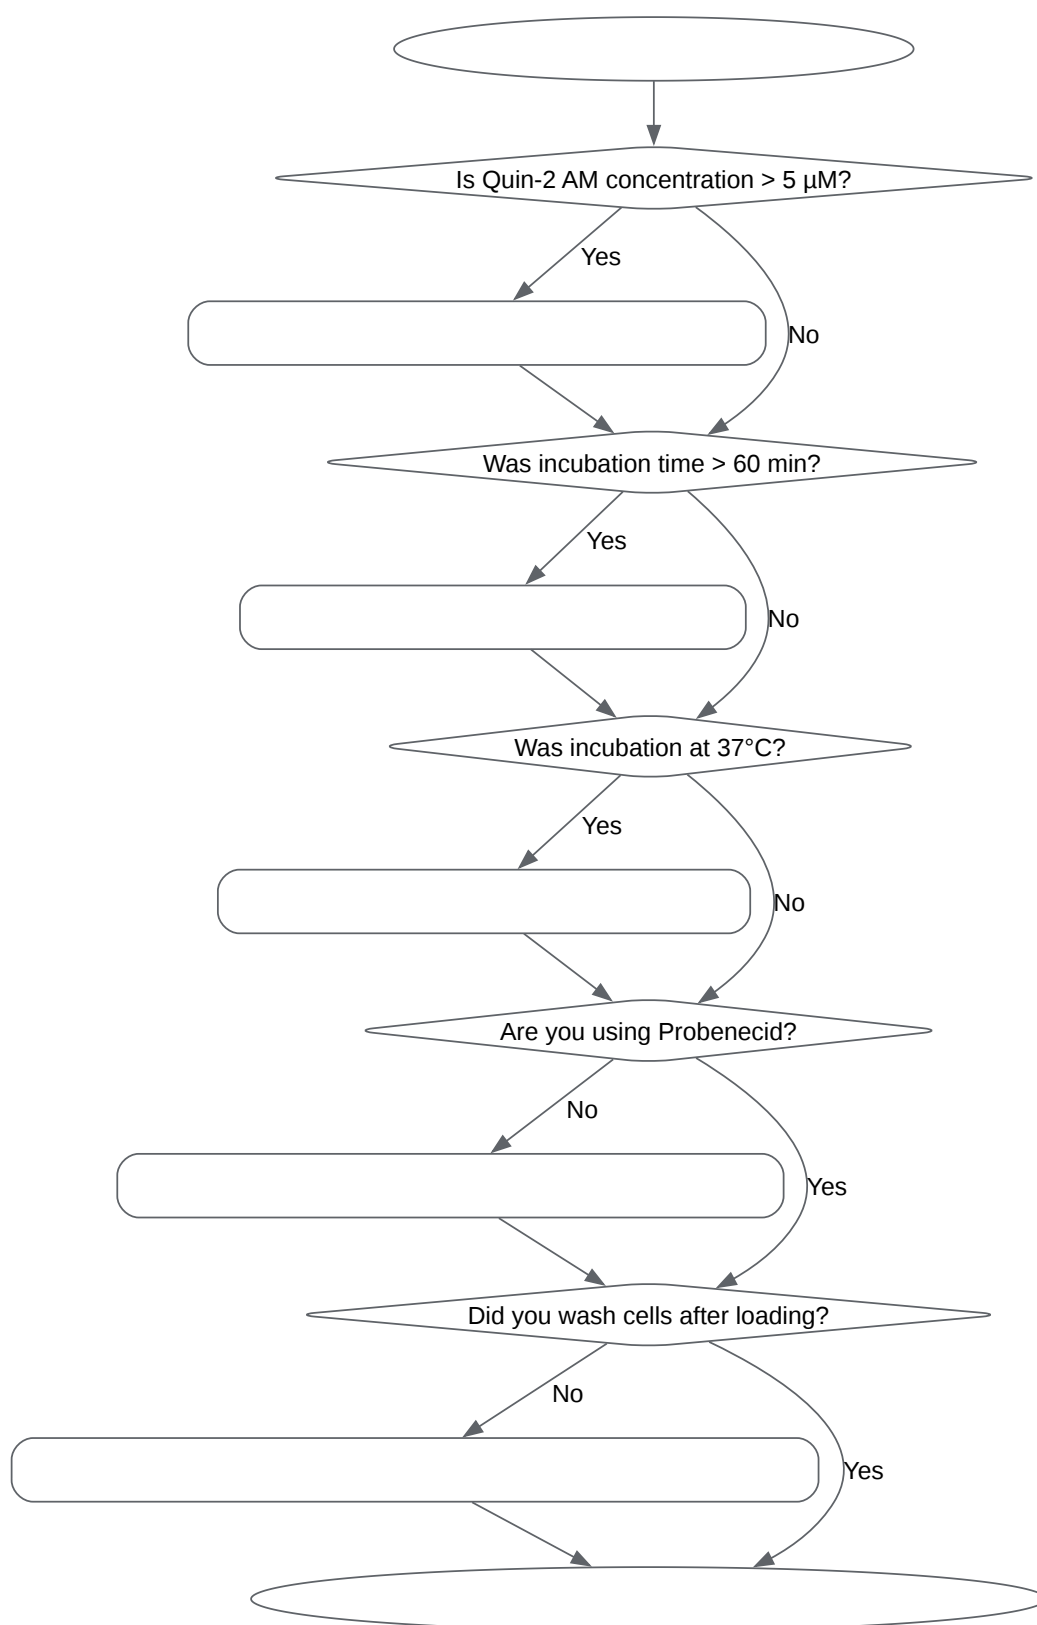 Is Quin-2 AM concentration > 5 µM?
Yes
No
Was incubation time > 60 min?
Yes
No
Was incubation at 37°C?
Yes
No
Are you using Probenecid?
No
Yes
Did you wash cells after loading?
No
Yes